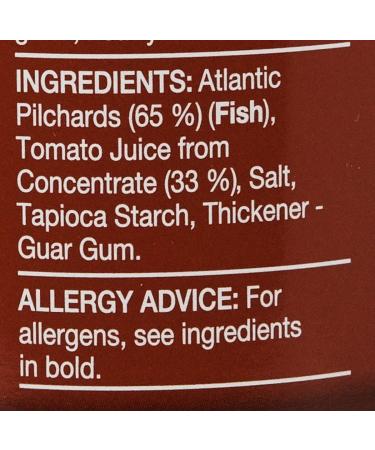 INGREDIENTS: Atlantic
Pilchards (65 %) (Fish),
Tomato Juice from
Concentrate (33 %), Salt,
Tapioca Starch, Thickener -
Guar Gum.
ALLERGY ADVICE: For
allergens, see ingredients
in bold.